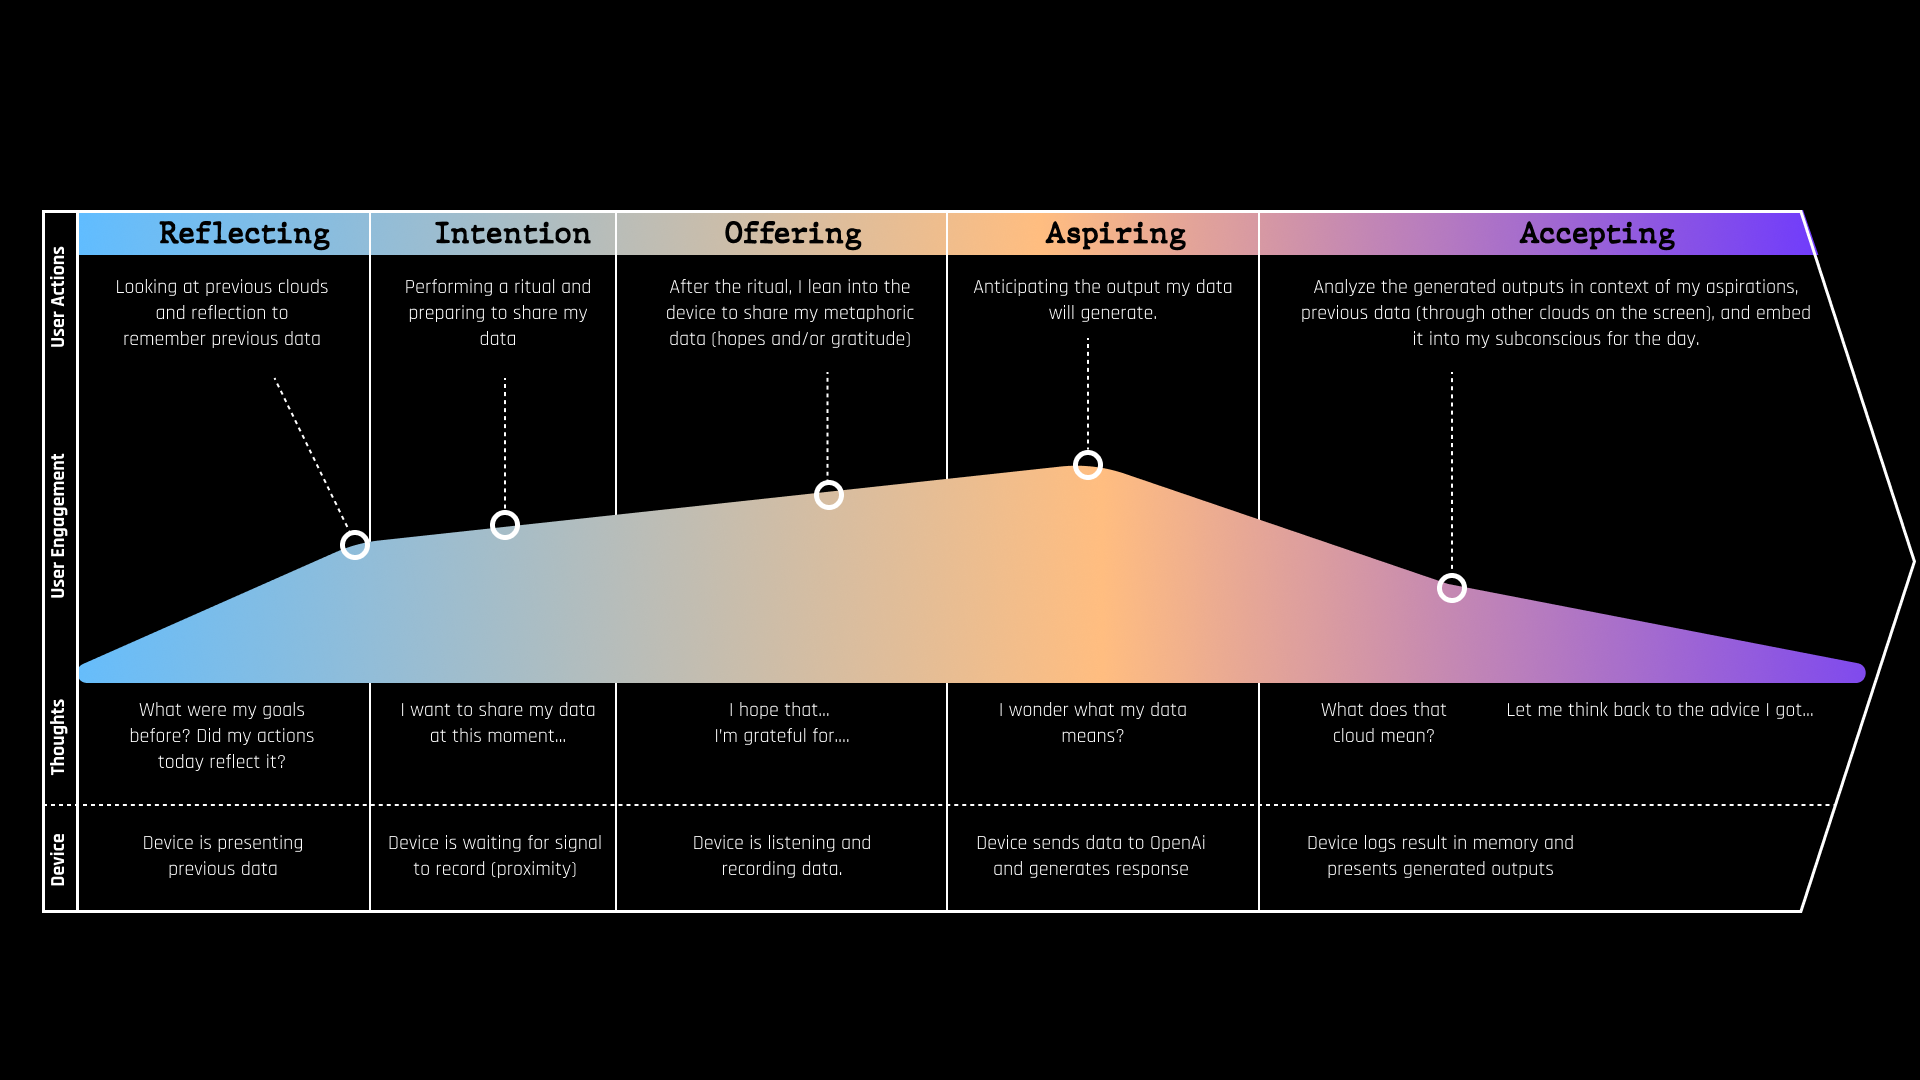 Reflecting
Intention
Offering
Aspiring
Accepting
User Actions
Looking at previous clouds
and reflection to
remember previous data
Performing a ritual and
preparing to share my
data
After the ritual, I lean into the
device to share my metaphoric
data (hopes and/or gratitude)
Anticipating the output my data
will generate.
Analyze the generated outputs in context of my aspirations,
previous data (through other clouds on the screen), and embed
it into my subconscious for the day.
User Engagement
Thoughts
What were my goals
before? Did my actions
today reflect it?
I want to share my data
at this moment...
I hope that...
I'm grateful for....
I wonder what my data
means?
What does that
cloud mean?
Let me think back to the advice I got...
Device
Device is presenting
previous data
Device is waiting for signal
to record (proximity)
Device is listening and
recording data.
Device sends data to OpenAi
and generates response
Device logs result in memory and
presents generated outputs